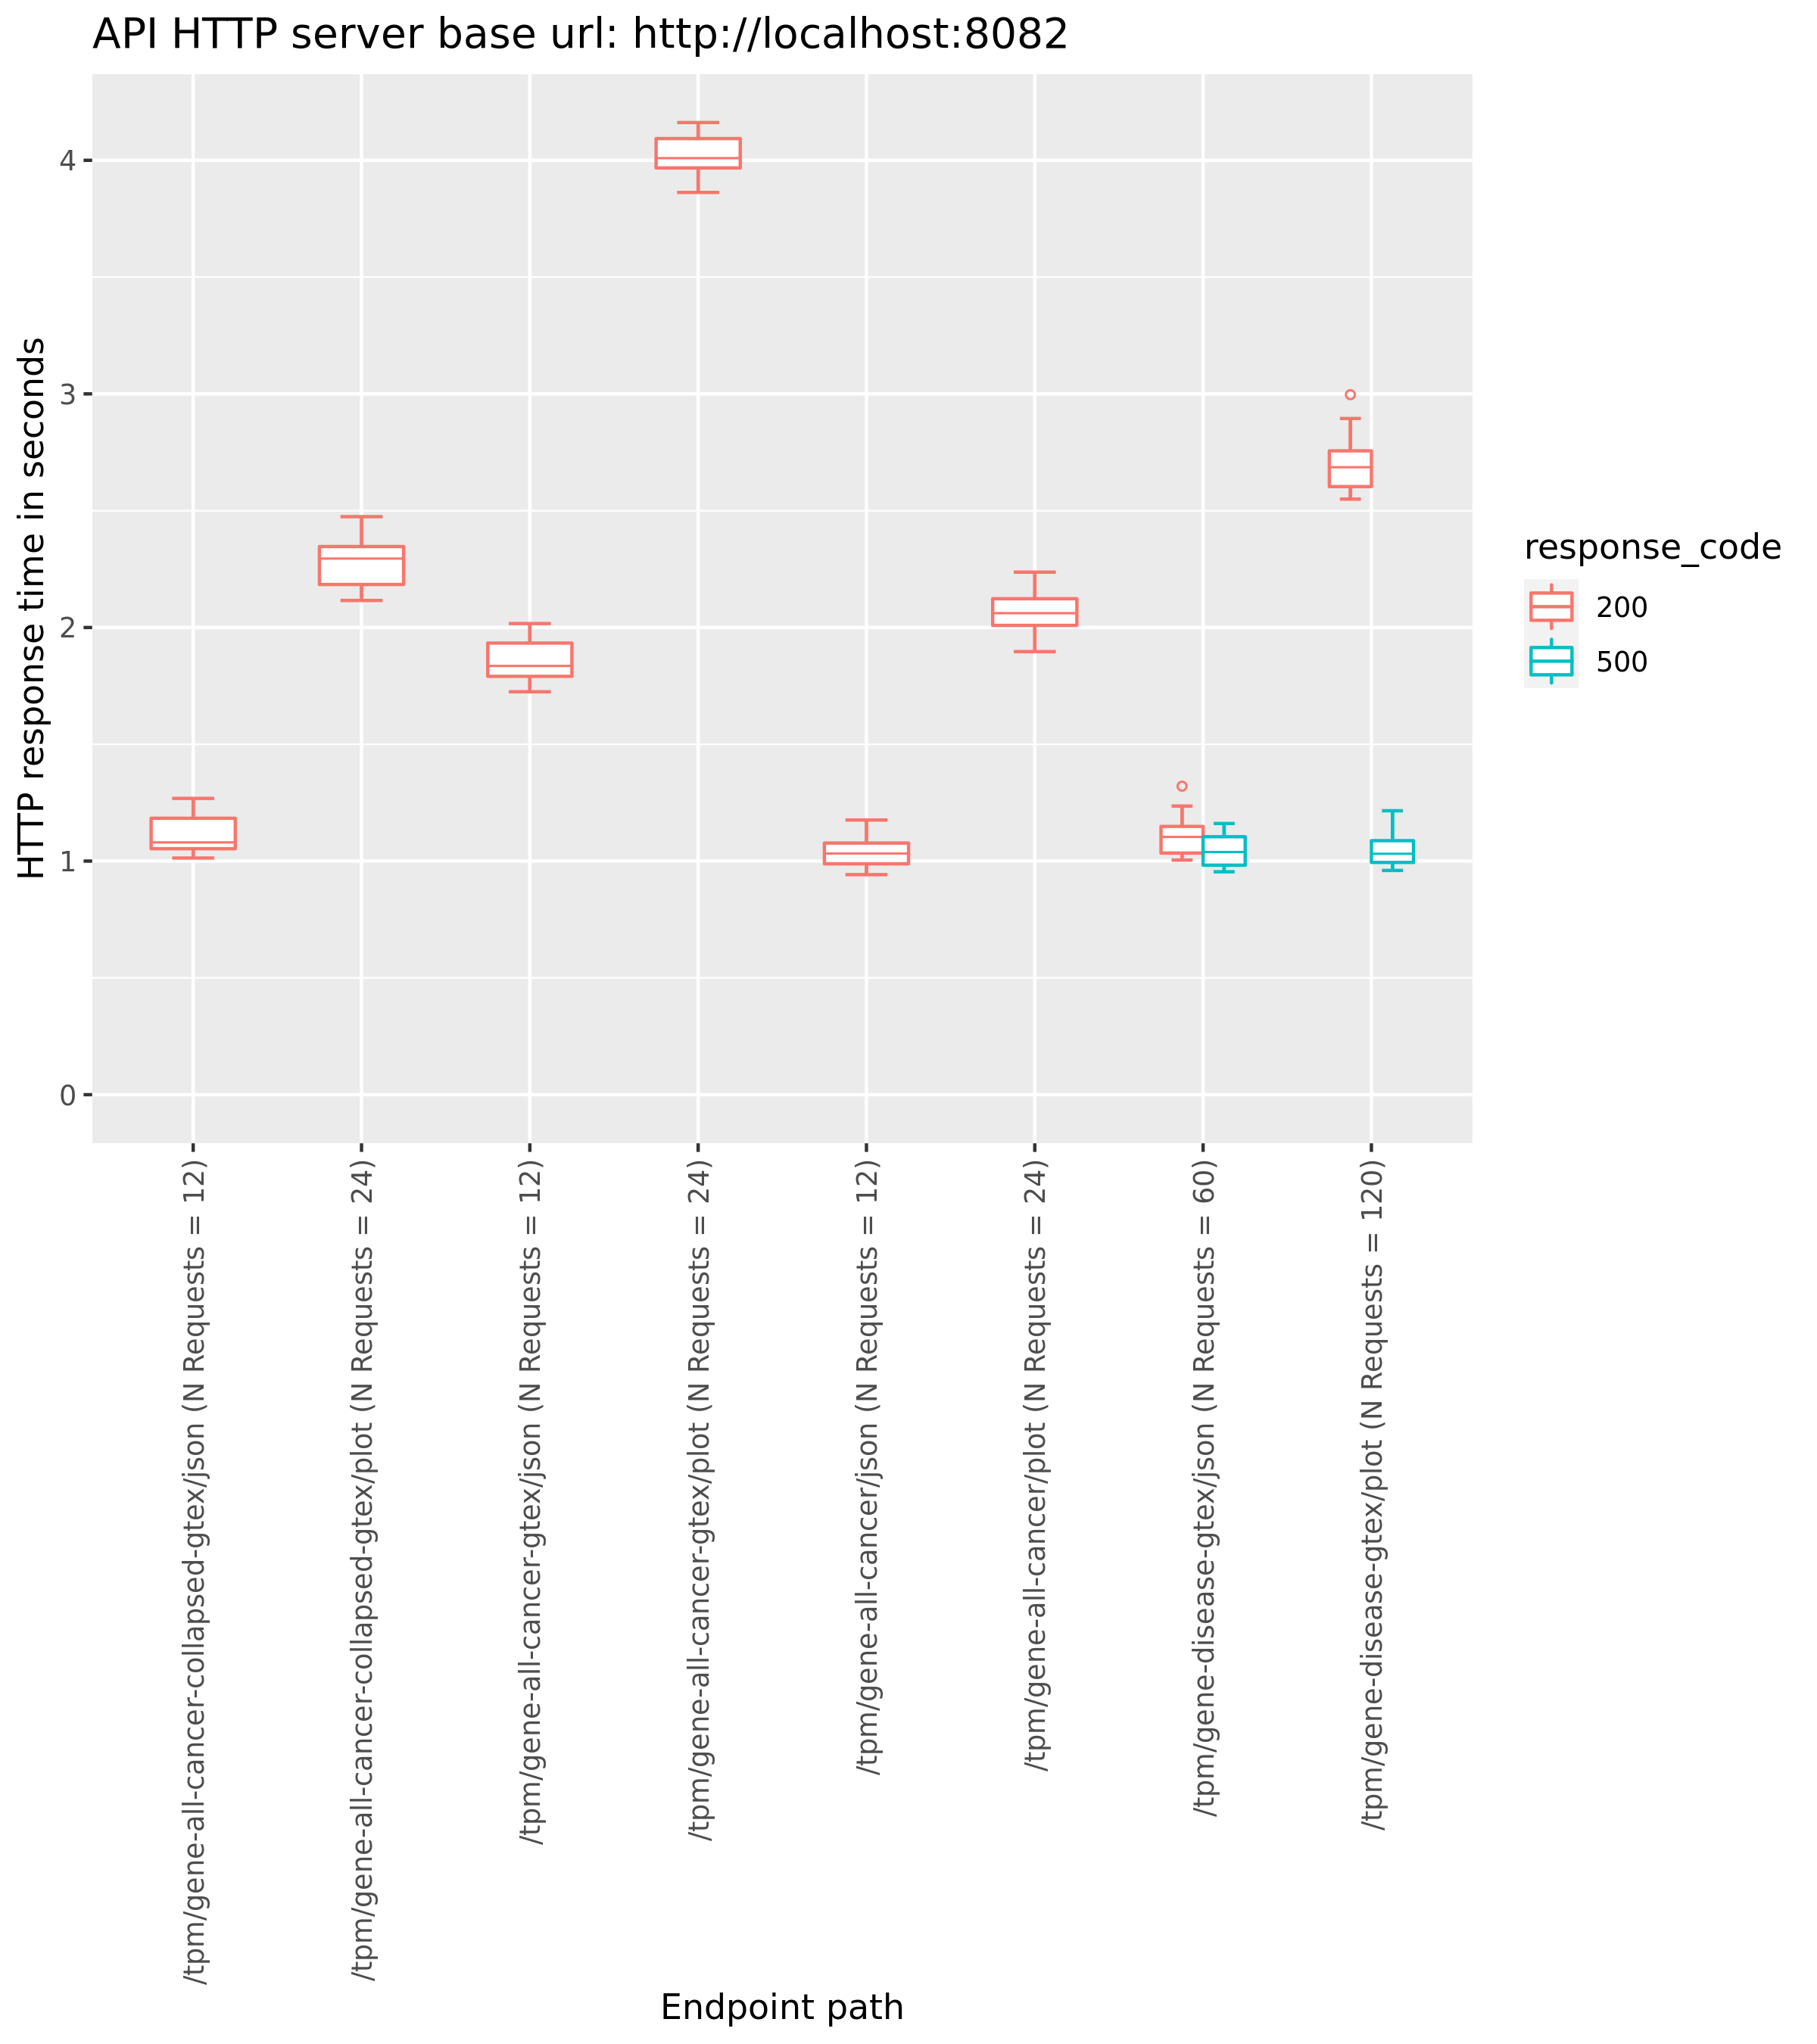 API HTTP server base url: http://localhost:8082
HTTP response time in seconds
4
3
2
1
0
/tpm/gene-all-cancer-collapsed-gtex/json (N Requests = 12)
/tpm/gene-all-cancer-collapsed-gtex/plot (N Requests = 24)
/tpm/gene-all-cancer-gtex/json (N Requests = 12)
/tpm/gene-all-cancer-gtex/plot (N Requests = 24)
/tpm/gene-all-cancer/json (N Requests = 12)
/tpm/gene-all-cancer/plot (N Requests = 24)
/tpm/gene-disease-gtex/json (N Requests = 60)
/tpm/gene-disease-gtex/plot (N Requests = 120)
Endpoint path
response_code
200
500